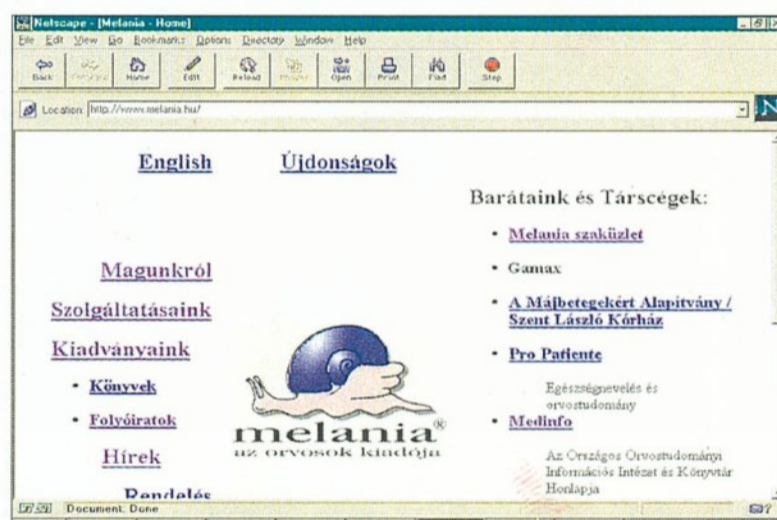 Netscape - [Melania - Home]
File Edit View Go Bookmarks Options Directory Window Help
Back Forward Home Edit Reload Images Open Print Find Stop
Location: http://www.melania.hu/
N
English Újdonságok
Magunkról
Szolgáltatásaink
Kiadványaink
• Könyvek
• Folyóiratok
Hírek
Rendelés
melania®
az orvosok kiadója
Barátaink és Társcégek:
• Melania szaküzlet
• Gamax
• A Májbetegekért Alapítvány /
Szent László Kórház
• Pro Patiente
Egészségnevelés és
orvostudomány
• Medinfo
Az Országos Orvostudományi
Információs Intézet és Könyvtár
Honlapja
Document: Done